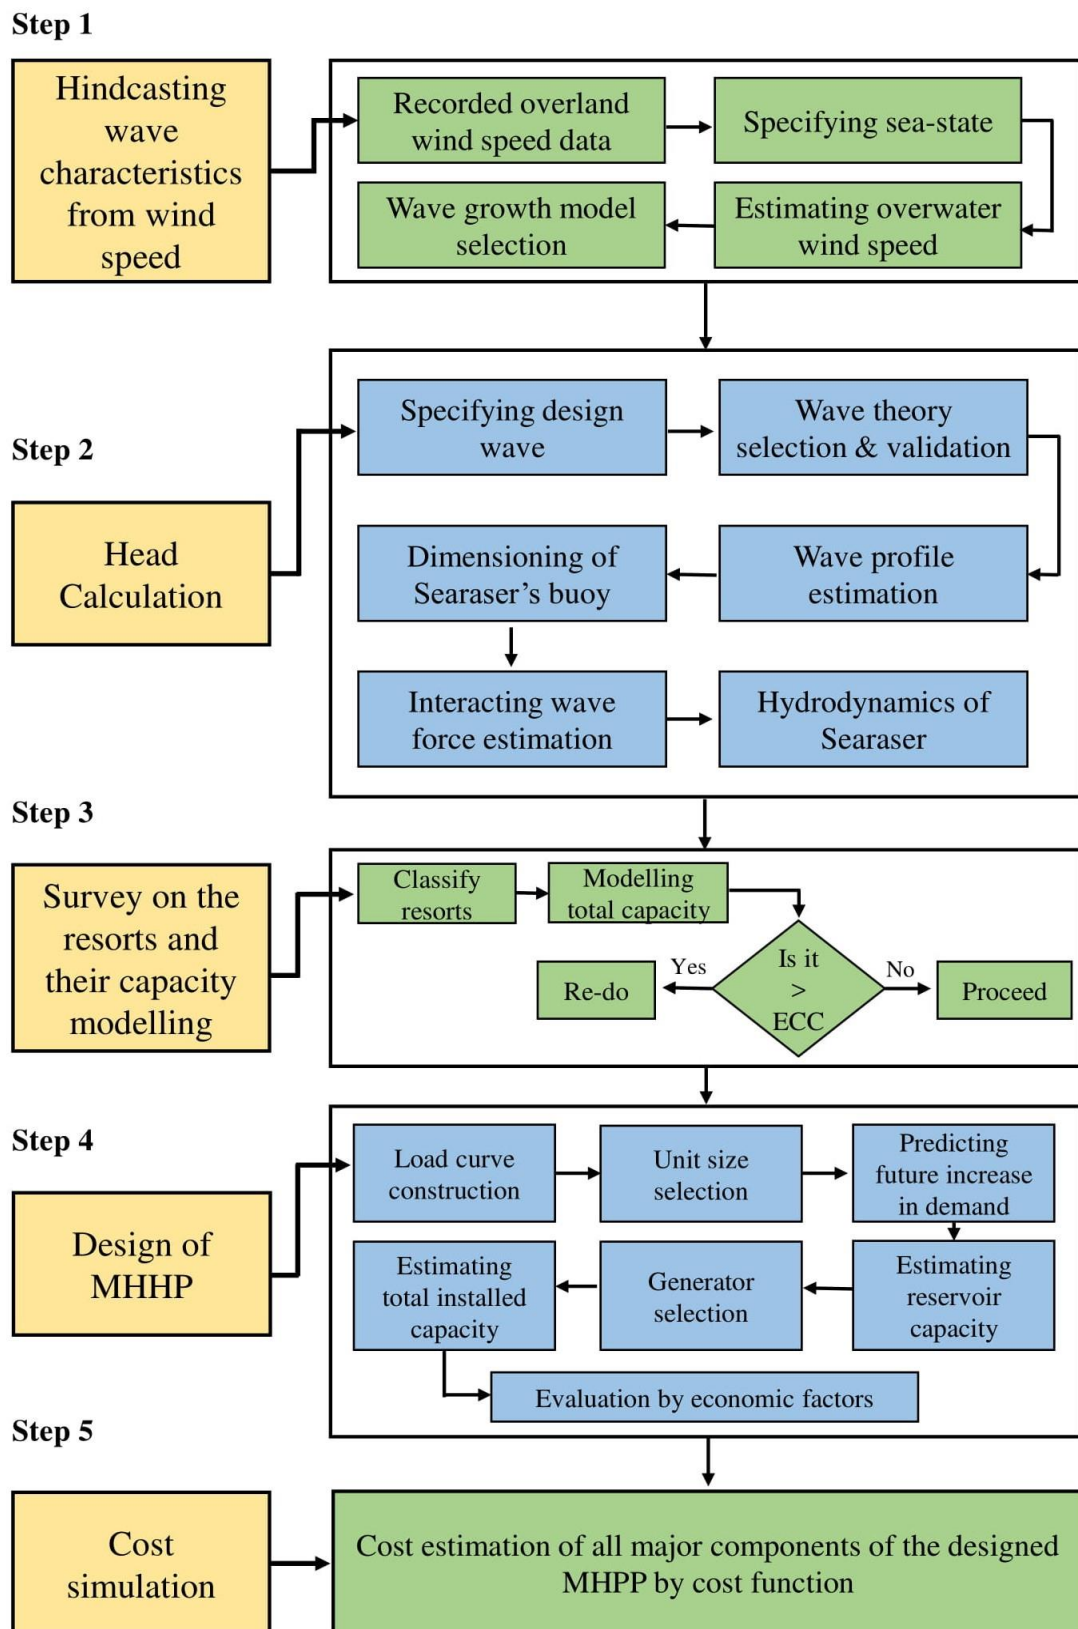 Step 1
Hindcasting
wave
characteristics
from wind
speed
Recorded overland
wind speed data
Specifying sea-state
Wave growth model
selection
Estimating overwater
wind speed
Step 2
Head
Calculation
Specifying design
wave
Wave theory
selection & validation
Dimensioning of
Searaser’s buoy
Wave profile
estimation
Interacting wave
force estimation
Hydrodynamics of
Searaser
Step 3
Survey on the
resorts and
their capacity
modelling
Classify
resorts
Modelling
total capacity
Re-do
Yes
Is it
>
ECC
No
Proceed
Step 4
Design of
MHHP
Load curve
construction
Unit size
selection
Predicting
future increase
in demand
Estimating
total installed
capacity
Generator
selection
Estimating
reservoir
capacity
Evaluation by economic factors
Step 5
Cost
simulation
Cost estimation of all major components of the designed
MHPP by cost function